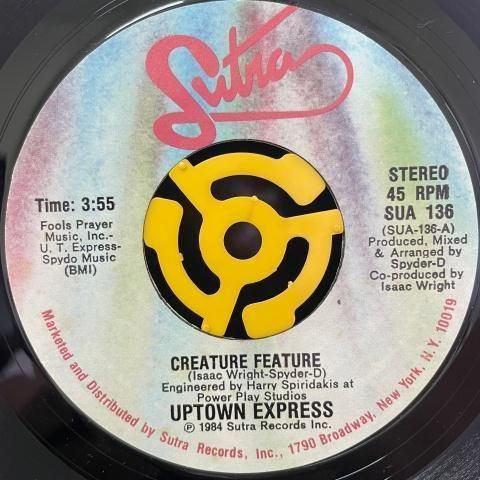 Sutra
Time: 3:55
Fools Prayer
Music, Inc.-
U. T. Express-
Spydo Music
(BMI)
STEREO
45 RPM
SUA 136
(SUA-136-A)
Produced, Mixed
& Arranged by
Spyder-D
Co-produced by
Isaac Wright
CREATURE FEATURE
(Isaac Wright-Spyder-D)
Engineered by Harry Spiridakis at
Power Play Studios
UPTOWN EXPRESS
℗ 1984 Sutra Records Inc.
Marketed and Distributed by Sutra Records, Inc., 1790 Broadway, New York, N.Y. 10019